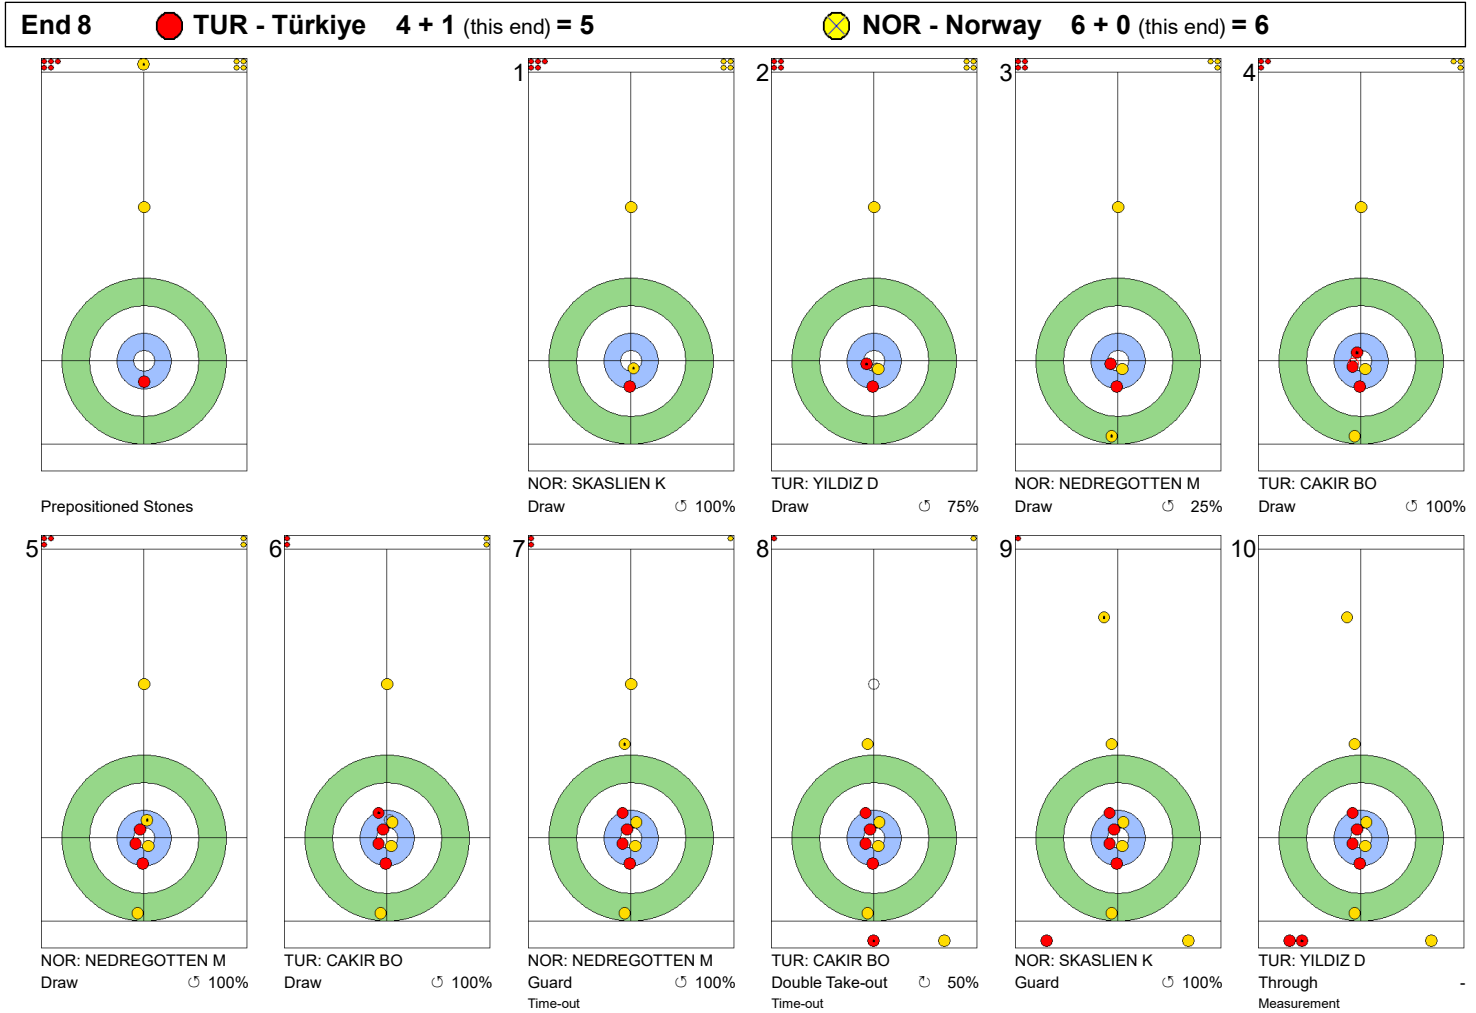 End 8 TUR - Türkiye 4 + 1 (this end) = 5 NOR - Norway 6 + 0 (this end) = 6
1 2 3 4
NOR: SKASLIEN K TUR: YILDIZ D NOR: NEDREGOTTEN M TUR: CAKIR BO
Prepositioned Stones Draw ↺ 100% Draw ↺ 75% Draw ↺ 25% Draw ↺ 100%
5 6 7 8 9 10
NOR: NEDREGOTTEN M TUR: CAKIR BO NOR: NEDREGOTTEN M TUR: CAKIR BO NOR: SKASLIEN K TUR: YILDIZ D
Draw ↺ 100% Draw ↺ 100% Guard ↺ 100% Double Take-out ↻ 50% Guard ↺ 100% Through -
Time-out Time-out Measurement